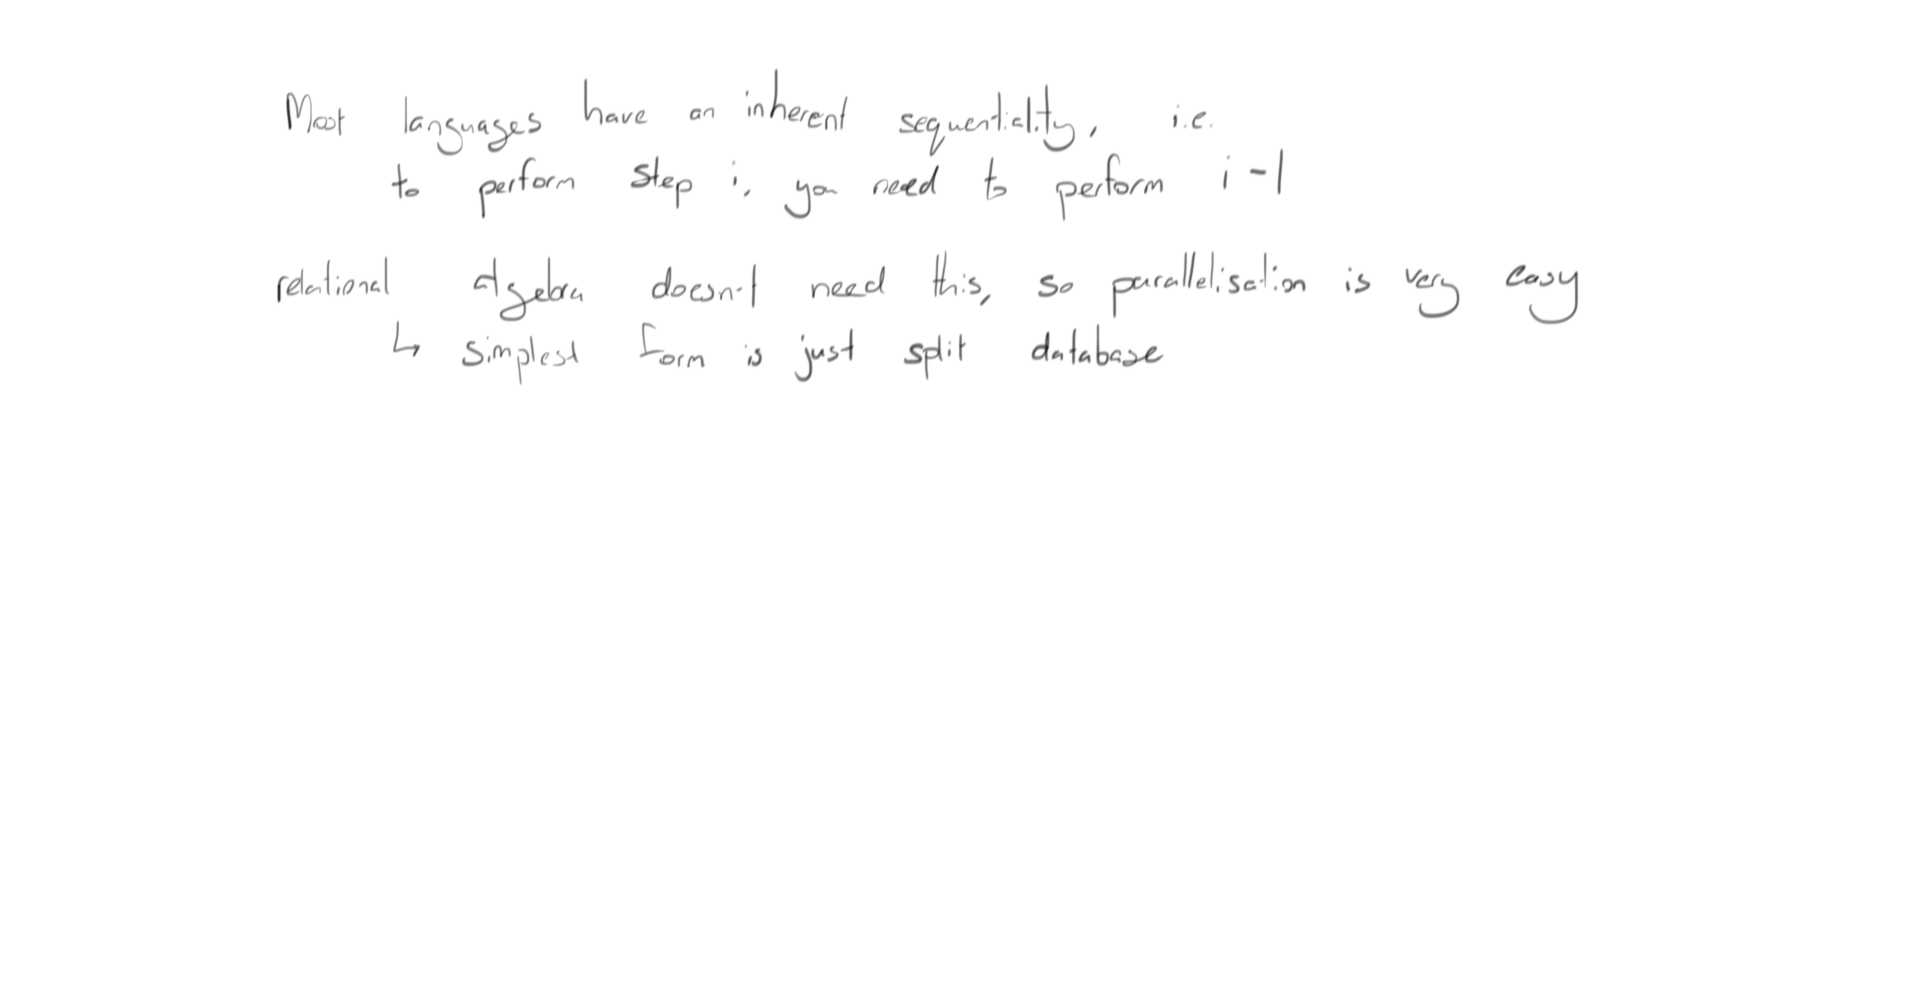 Most languages have an inherent sequentiality, i.e.
to perform step i, you need to perform i-1
relational algebra doesn't need this, so parallelisation is very easy
↳ simplest form is just split database